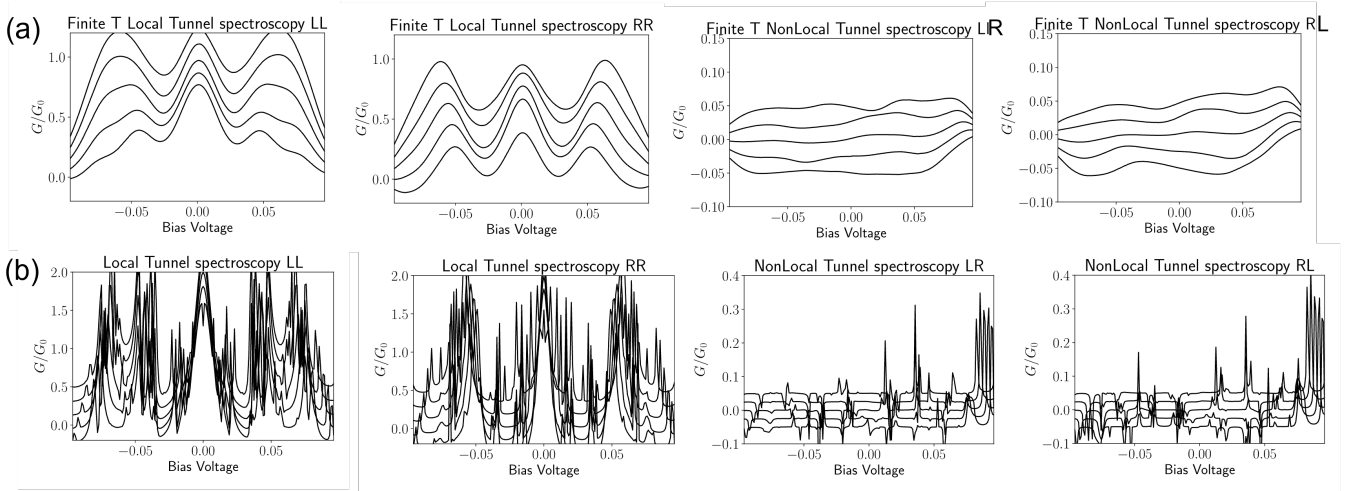 (a)
Finite T Local Tunnel spectroscopy LL
1.0
0.5
0.0
G/G₀
−0.05 0.00 0.05
Bias Voltage
Finite T Local Tunnel spectroscopy RR
1.0
0.5
0.0
G/G₀
−0.05 0.00 0.05
Bias Voltage
Finite T NonLocal Tunnel spectroscopy LR
0.15
0.10
0.05
0.00
−0.05
−0.10
G/G₀
−0.05 0.00 0.05
Bias Voltage
Finite T NonLocal Tunnel spectroscopy RL
0.15
0.10
0.05
0.00
−0.05
−0.10
G/G₀
−0.05 0.00 0.05
Bias Voltage
(b)
Local Tunnel spectroscopy LL
2.0
1.5
1.0
0.5
0.0
G/G₀
−0.05 0.00 0.05
Bias Voltage
Local Tunnel spectroscopy RR
2.0
1.5
1.0
0.5
0.0
G/G₀
−0.05 0.00 0.05
Bias Voltage
NonLocal Tunnel spectroscopy LR
0.4
0.3
0.2
0.1
0.0
−0.1
G/G₀
−0.05 0.00 0.05
Bias Voltage
NonLocal Tunnel spectroscopy RL
0.4
0.3
0.2
0.1
0.0
−0.1
G/G₀
−0.05 0.00 0.05
Bias Voltage